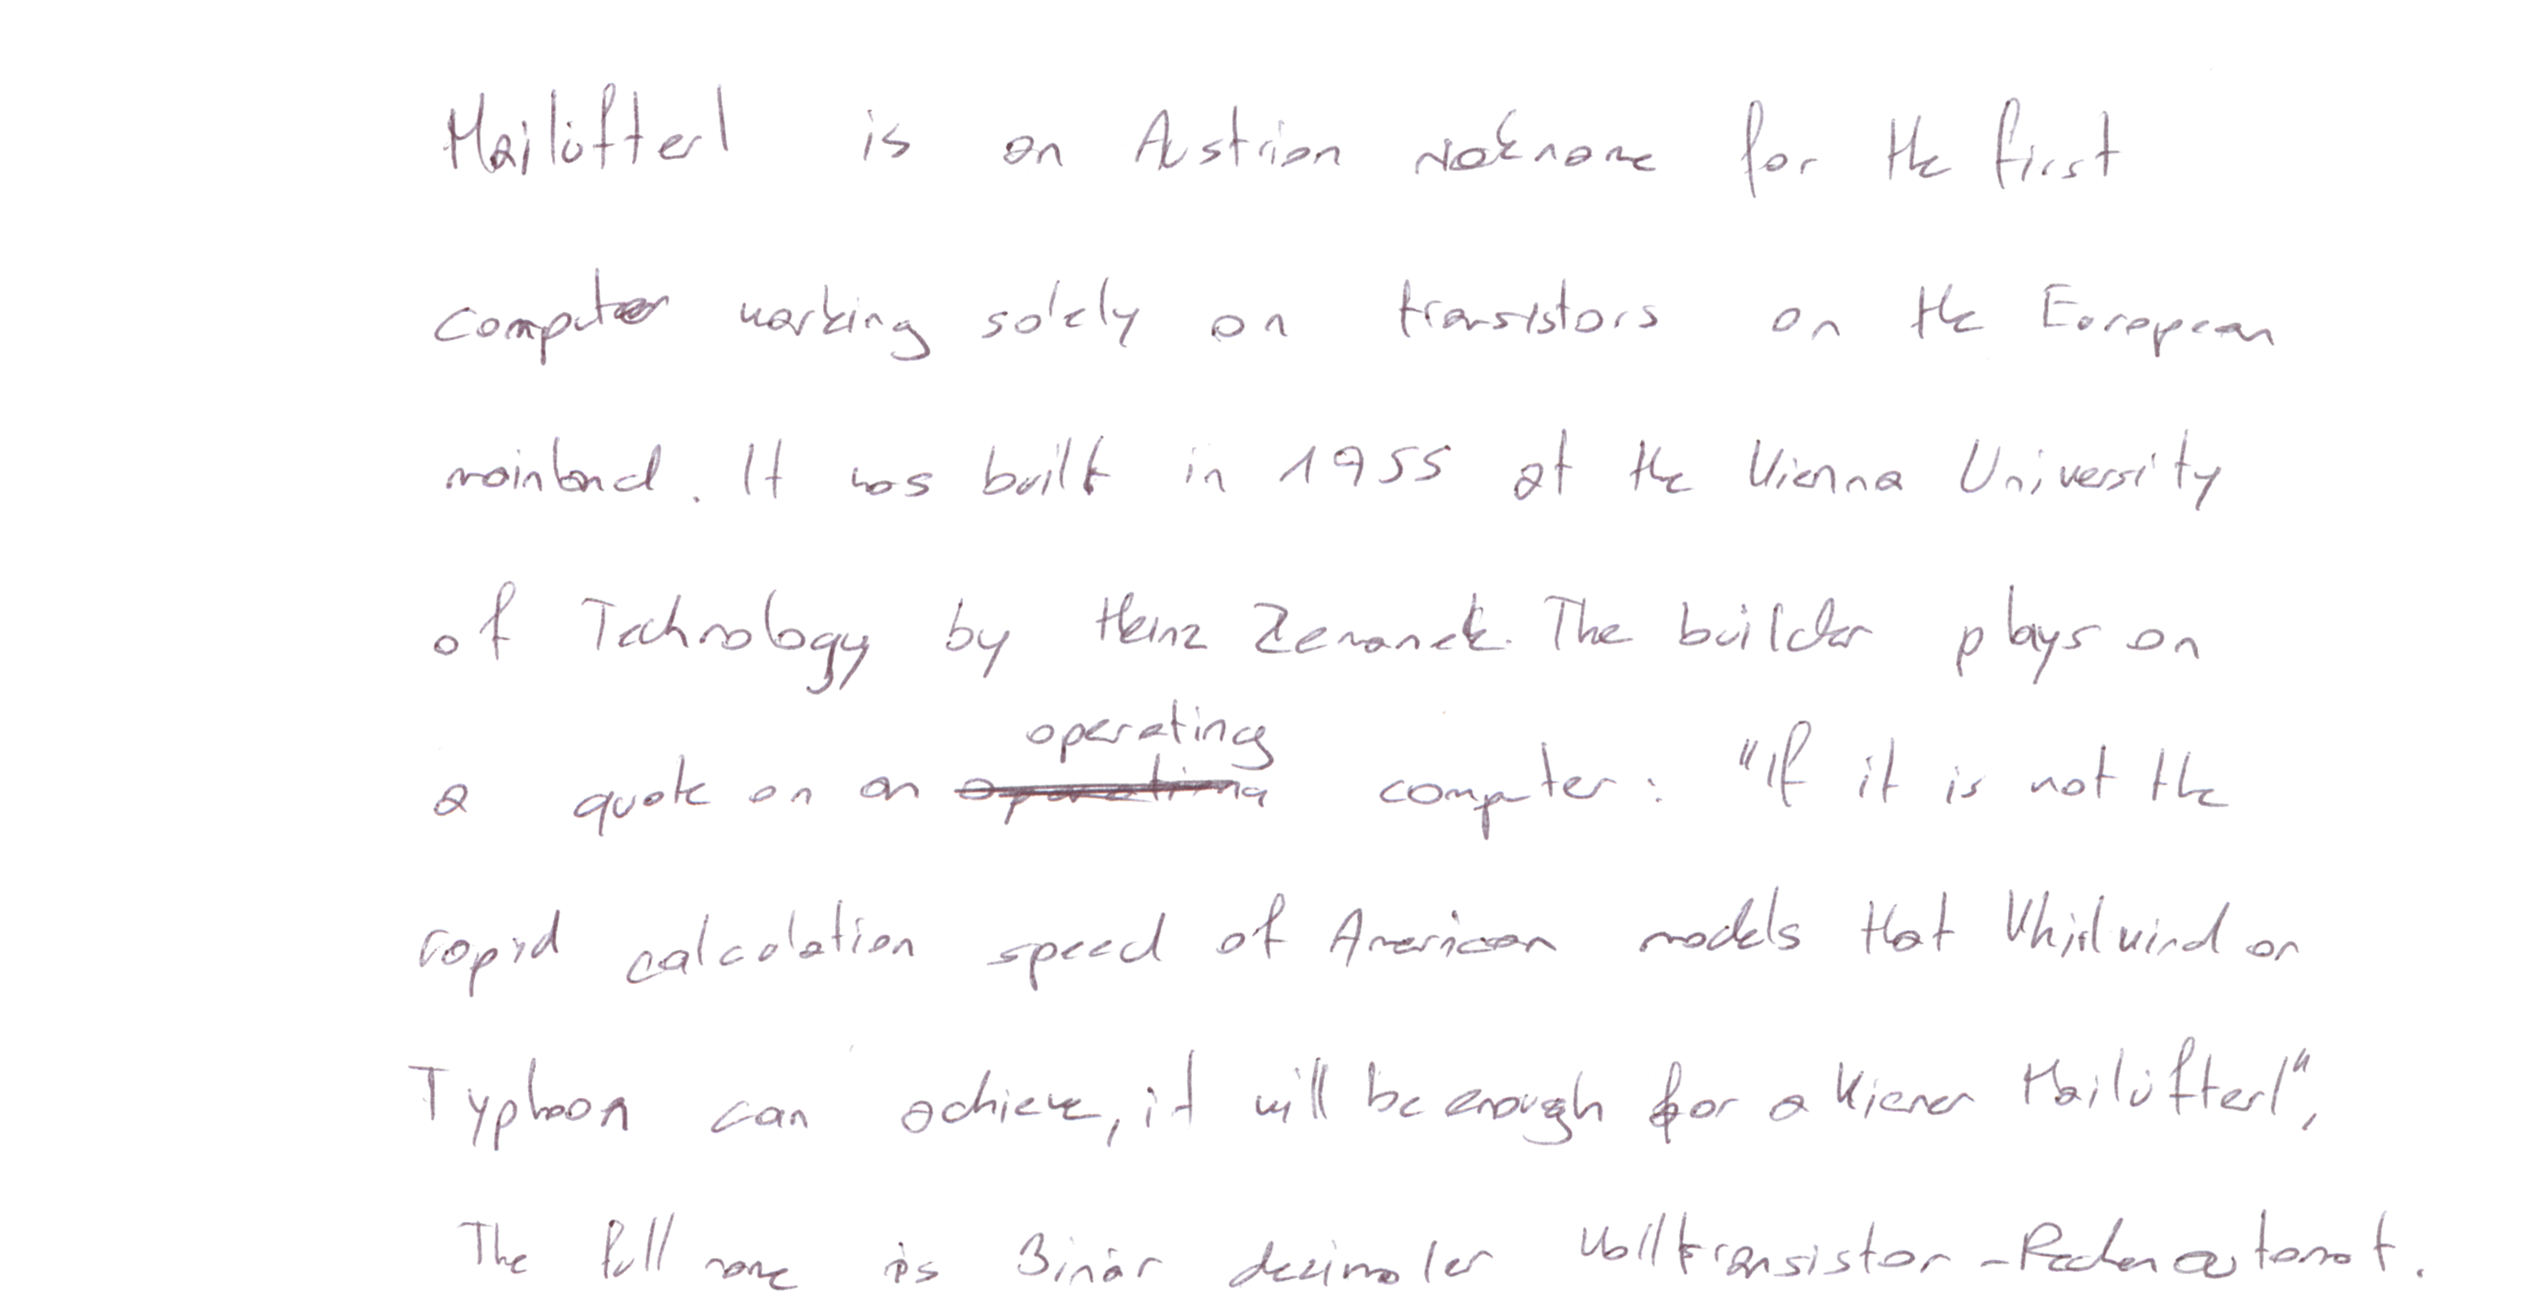 Mailüfterl is an Austrian nickname for the first
computer working solely on transistors on the European
mainland. It was built in 1955 at the Vienna University
of Technology by Heinz Zemanek. The builder plays on
a quote on an operating computer: "If it is not the
rapid calculation speed of American models that Whirlwind or
Typhoon can achieve, it will be enough for a Wiener Mailüfterl",
The full name is Binär dezimaler Volltransistor-Rechenautomat.